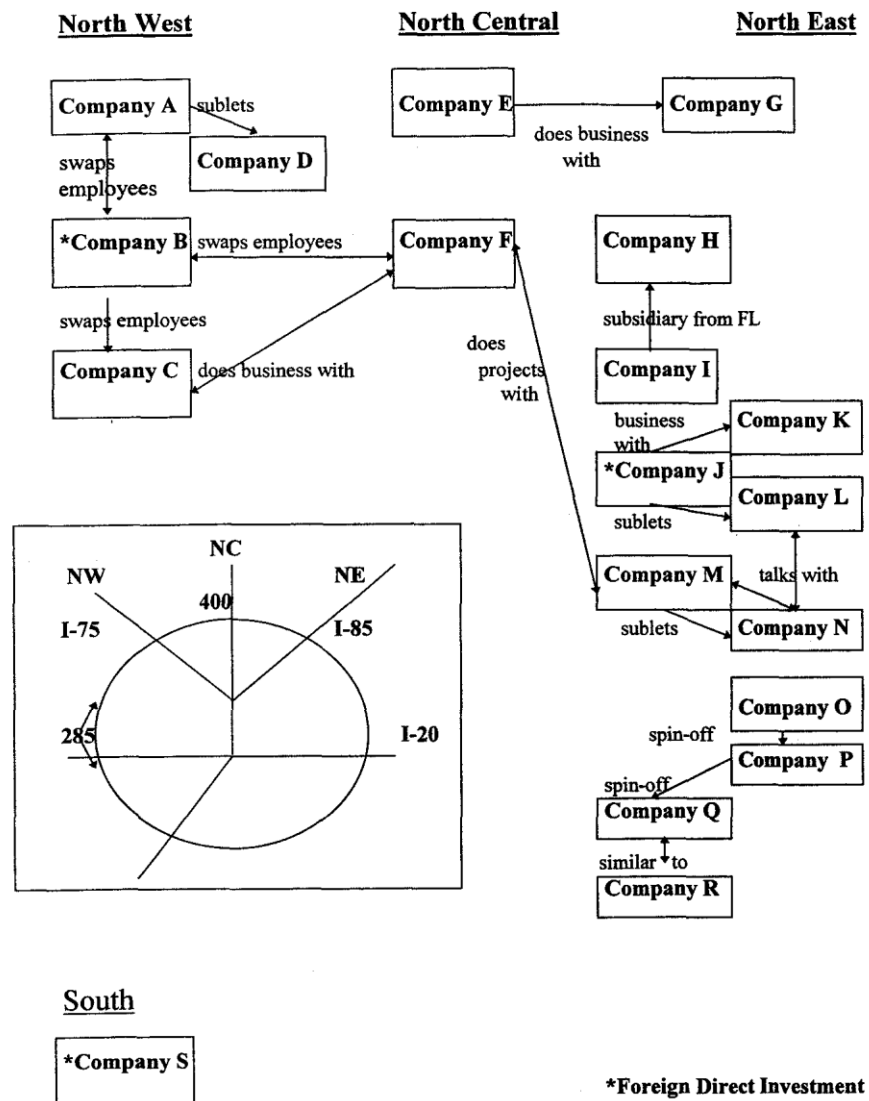 North West
North Central
North East
Company A
sublets
Company D
swaps
employees
*Company B
swaps employees
swaps employees
Company C
does business with
Company E
does business
with
Company G
Company F
does
projects
with
Company H
subsidiary from FL
Company I
business
with
Company K
*Company J
sublets
Company L
Company M
talks with
sublets
Company N
Company O
spin-off
Company P
spin-off
Company Q
similar to
Company R
NC
NW
NE
400
I-75
I-85
285
I-20
South
*Company S
*Foreign Direct Investment